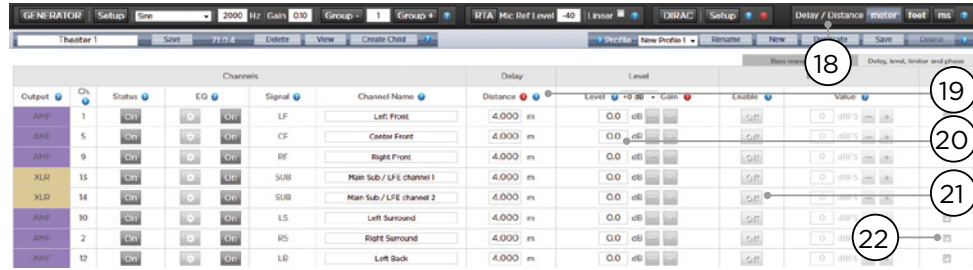 GENERATOR Setup Sine 2000 Hz Gain 0.10 Group - 1 Group + ? RTA Mic Ref Level -40 Linear ? DIRAC Setup ? Delay / Distance meter feet ms ?
Theater 1 Save 7.1.0.4 Delete View Create Child ? Profile New Profile 1 Rename New Duplicate Save Delete
18
Delay, level, limiter and phase
Channels Delay Level
Output Ch. Status EQ Signal Channel Name Distance Level +0 dB Gain Enable Value
19
AMP 1 On On LF Left Front 4.000 m 0.0 dB Off 0 dBFS
AMP 5 On On CF Center Front 4.000 m 0.0 dB Off 0 dBFS
20
AMP 9 On On RF Right Front 4.000 m 0.0 dB Off 0 dBFS
XLR 13 On On SUB Main Sub / LFE channel 1 4.000 m 0.0 dB Off 0 dBFS
XLR 14 On On SUB Main Sub / LFE channel 2 4.000 m 0.0 dB Off 0 dBFS
21
AMP 10 On On LS Left Surround 4.000 m 0.0 dB Off 0 dBFS
AMP 2 On On RS Right Surround 4.000 m 0.0 dB Off 0
22
AMP 12 On On LB Left Back 4.000 m 0.0 dB Off 0 dBFS